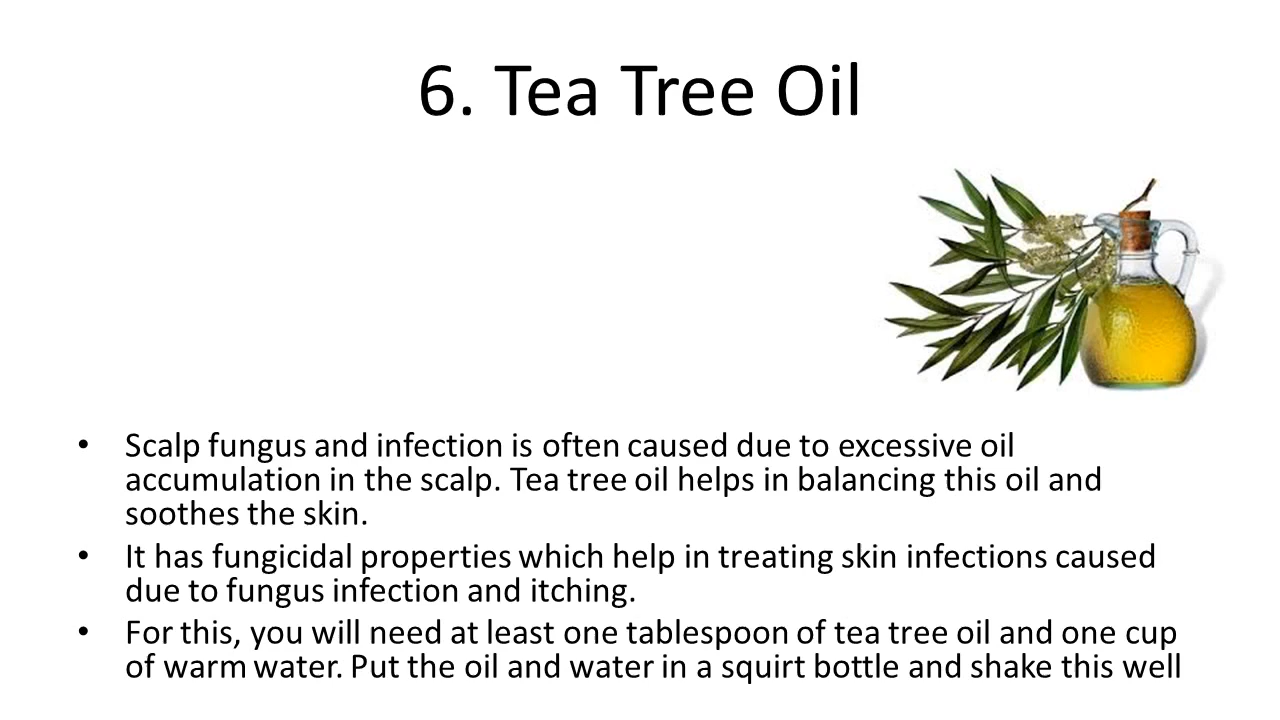 6. Tea Tree Oil
• Scalp fungus and infection is often caused due to excessive oil
accumulation in the scalp. Tea tree oil helps in balancing this oil and
soothes the skin.
• It has fungicidal properties which help in treating skin infections caused
due to fungus infection and itching.
• For this, you will need at least one tablespoon of tea tree oil and one cup
of warm water. Put the oil and water in a squirt bottle and shake this well